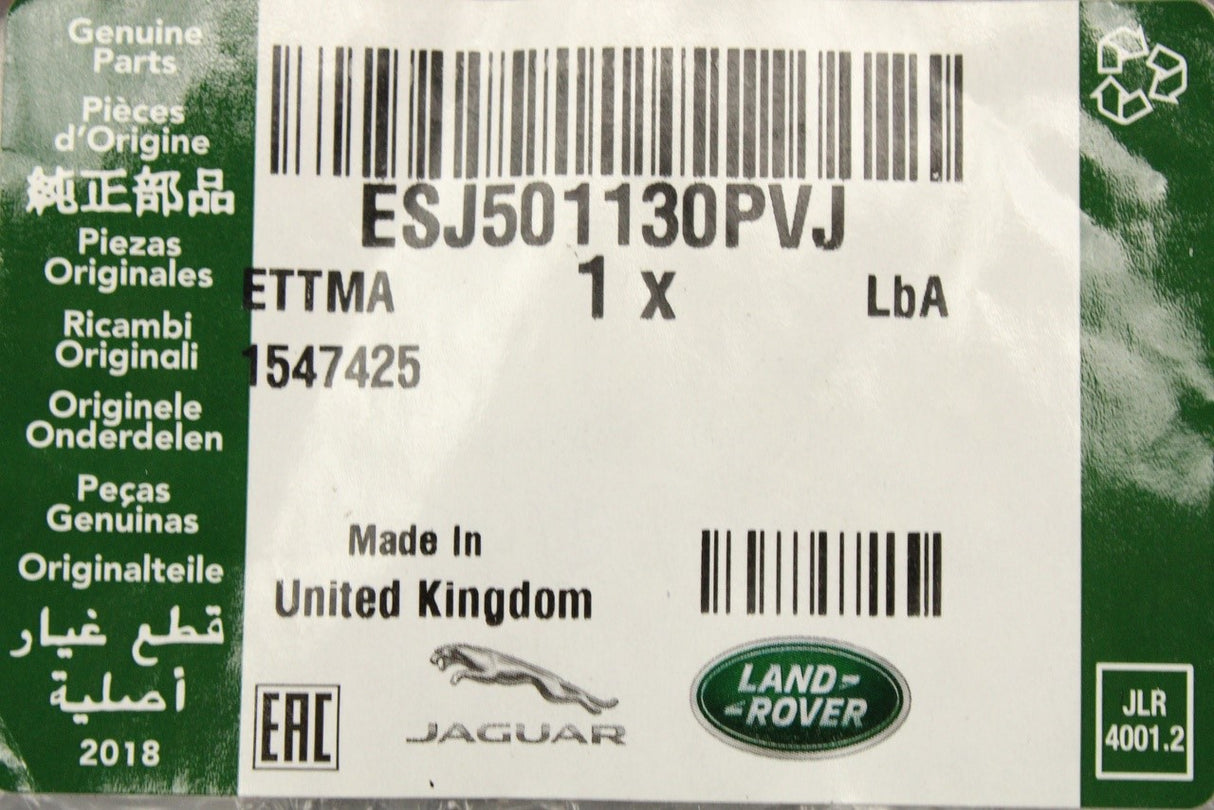 Genuine
Parts
Pièces
d'Origine
純正部品
Piezas
Originales
Ricambi
Originali
Originele
Onderdelen
Peças
Genuinas
Originalteile
قطع غيار
أصلية
2018
ESJ501130PVJ
ETTMA 1 x LbA
1547425
Made In
United Kingdom
EAC
JAGUAR
LAND-
-ROVER
JLR
4001.2